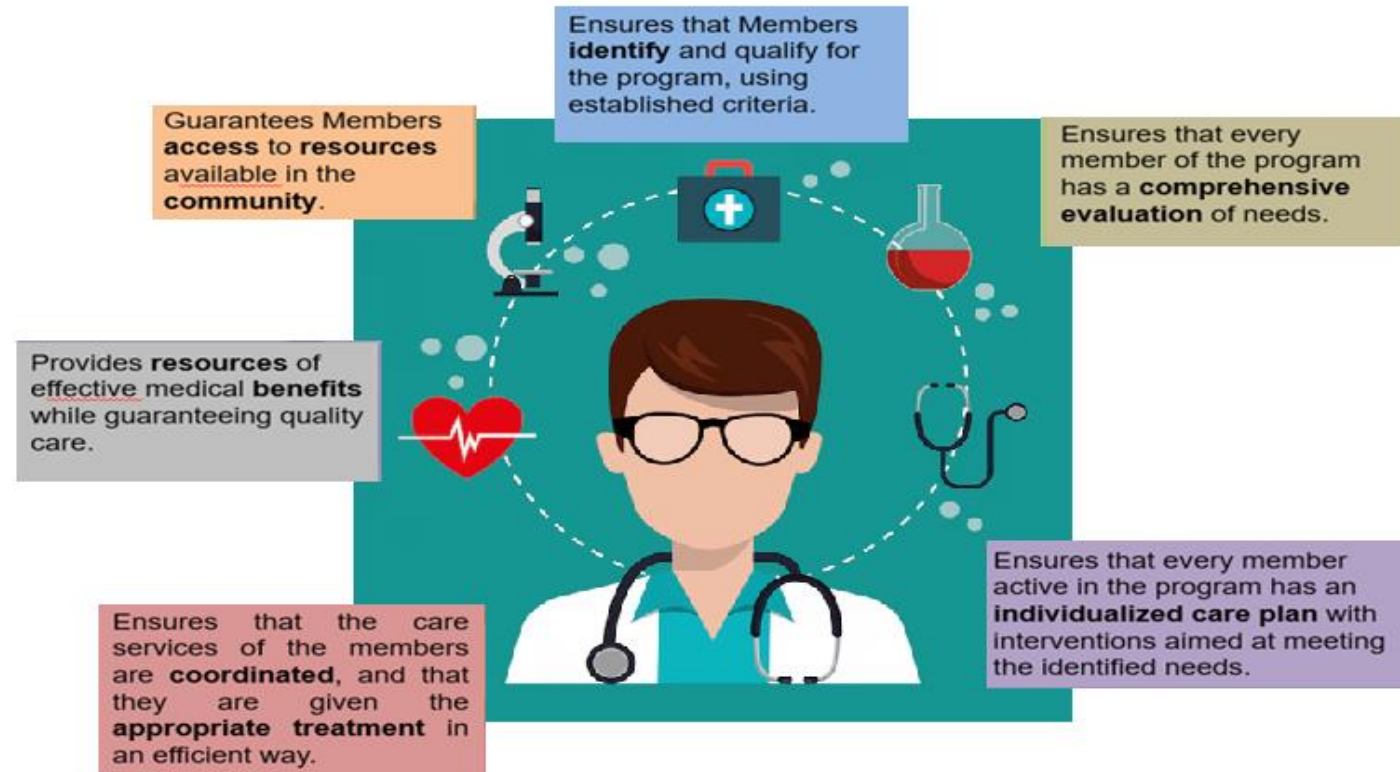 Ensures that Members
identify and qualify for
the program, using
established criteria.
Guarantees Members
access to resources
available in the
community.
Ensures that every
member of the program
has a comprehensive
evaluation of needs.
Provides resources of
effective medical benefits
while guaranteeing quality
care.
Ensures that every member
active in the program has an
individualized care plan with
interventions aimed at meeting
the identified needs.
Ensures that the care
services of the members
are coordinated, and that
they are given the
appropriate treatment in
an efficient way.